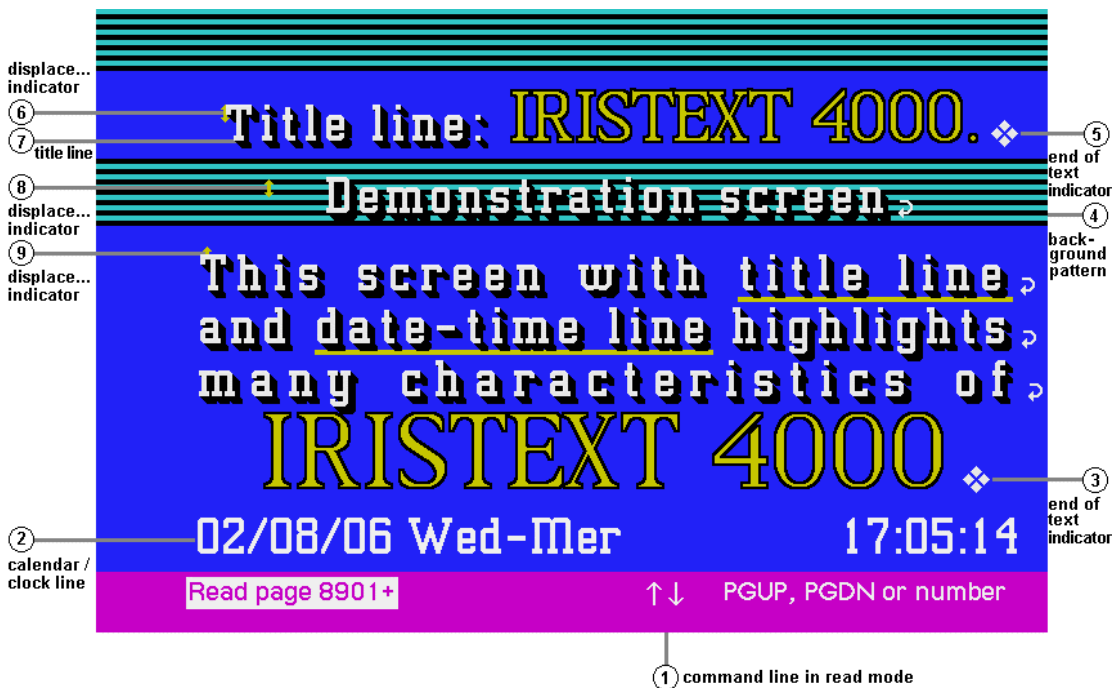 displace...
indicator
6
Title line: IRISTEXT 4000.
7
title line
5
end of
text
indicator
8
displace...
indicator
Demonstration screen
4
back-
ground
pattern
9
displace...
indicator
This screen with title line
and date-time line highlights
many characteristics of
IRISTEXT 4000
3
end of
text
indicator
2
calendar /
clock line
02/08/06 Wed-Mer 17:05:14
Read page 8901+ ↑↓ PGUP, PGDN or number
1 command line in read mode